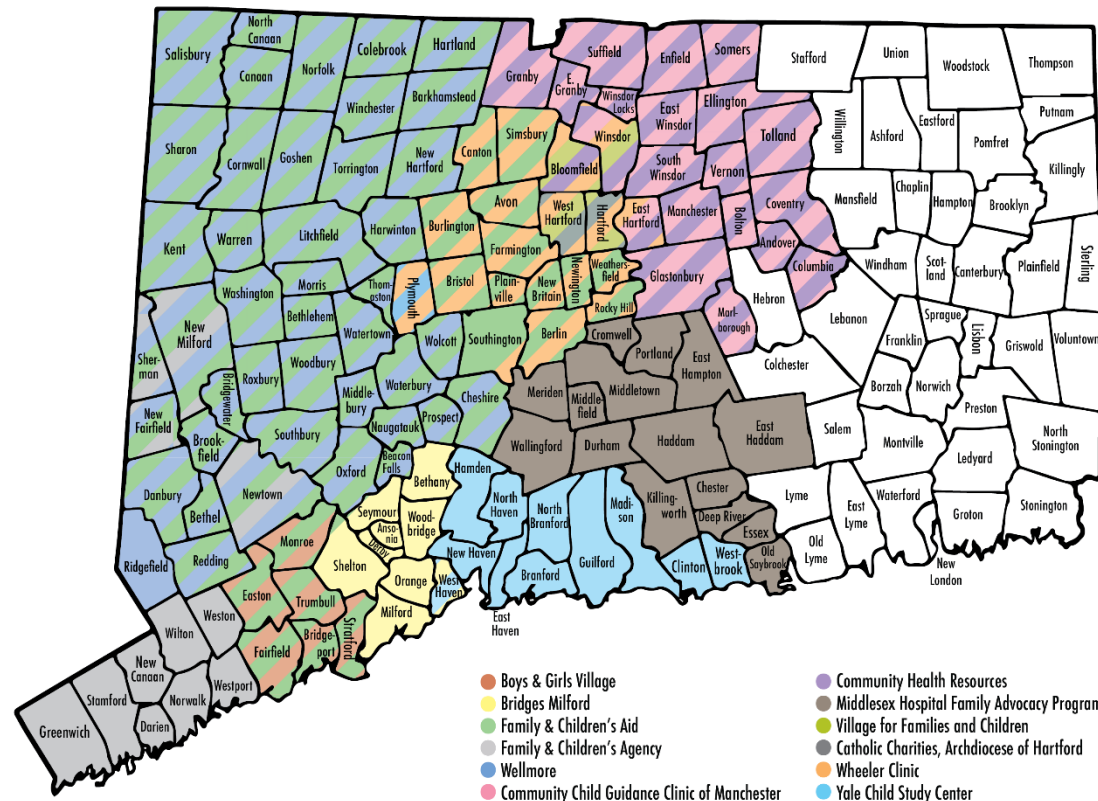 Salisbury
North
Canaan
Canaan
Norfolk
Colebrook
Hartland
Winchester
Barkhamstead
Granby
Suffield
E.
Granby
Winsdor
Locks
Enfield
Somers
East
Winsdor
Ellington
Stafford
Union
Woodstock
Thompson
Putnam
Willington
Ashford
Eastford
Pomfret
Killingly
Sharon
Cornwall
Goshen
Torrington
New
Hartford
Canton
Simsbury
Bloomfield
Winsdor
South
Winsdor
Vernon
Tolland
Mansfield
Chaplin
Hampton
Brooklyn
Kent
Warren
Litchfield
Harwinton
Burlington
Avon
West
Hartford
Hartford
East
Hartford
Manchester
Bolton
Coventry
Andover
Columbia
Windham
Scot-
land
Canterbury
Plainfield
Sterling
Washington
Morris
Bethlehem
Thom-
aston
Plymouth
Bristol
Farmington
Plain-
ville
New
Britain
Newington
Weathers-
field
Rocky Hill
Glastonbury
Marl-
borough
Hebron
Lebanon
Franklin
Sprague
Lisbon
Griswold
Voluntown
New
Milford
Sher-
man
Bridgewater
Roxbury
Woodbury
Watertown
Wolcott
Southington
Berlin
Cromwell
Portland
East
Hampton
Colchester
Borzah
Norwich
Preston
New
Fairfield
Brook-
field
Southbury
Middle-
bury
Waterbury
Naugatauk
Prospect
Cheshire
Meriden
Middle-
field
Middletown
Wallingford
Durham
Haddam
East
Haddam
Salem
Montville
Ledyard
North
Stonington
Danbury
Bethel
Newtown
Oxford
Beacon
Falls
Bethany
Hamden
North
Haven
North
Branford
Madi-
son
Killing-
worth
Chester
Deep River
Essex
Lyme
East
Lyme
Waterford
Groton
Stonington
Ridgefield
Redding
Monroe
Seymour
Anso-
nia
Derby
Wood-
bridge
Shelton
Orange
New Haven
West
Haven
Branford
Guilford
Clinton
West-
brook
Old
Saybrook
Old
Lyme
New
London
Easton
Trumbull
Stratford
Milford
East
Haven
Weston
Wilton
Fairfield
Bridge-
port
New
Canaan
Westport
Greenwich
Stamford
Darien
Norwalk
Boys & Girls Village
Bridges Milford
Family & Children's Aid
Family & Children's Agency
Wellmore
Community Child Guidance Clinic of Manchester
Community Health Resources
Middlesex Hospital Family Advocacy Program
Village for Families and Children
Catholic Charities, Archdiocese of Hartford
Wheeler Clinic
Yale Child Study Center